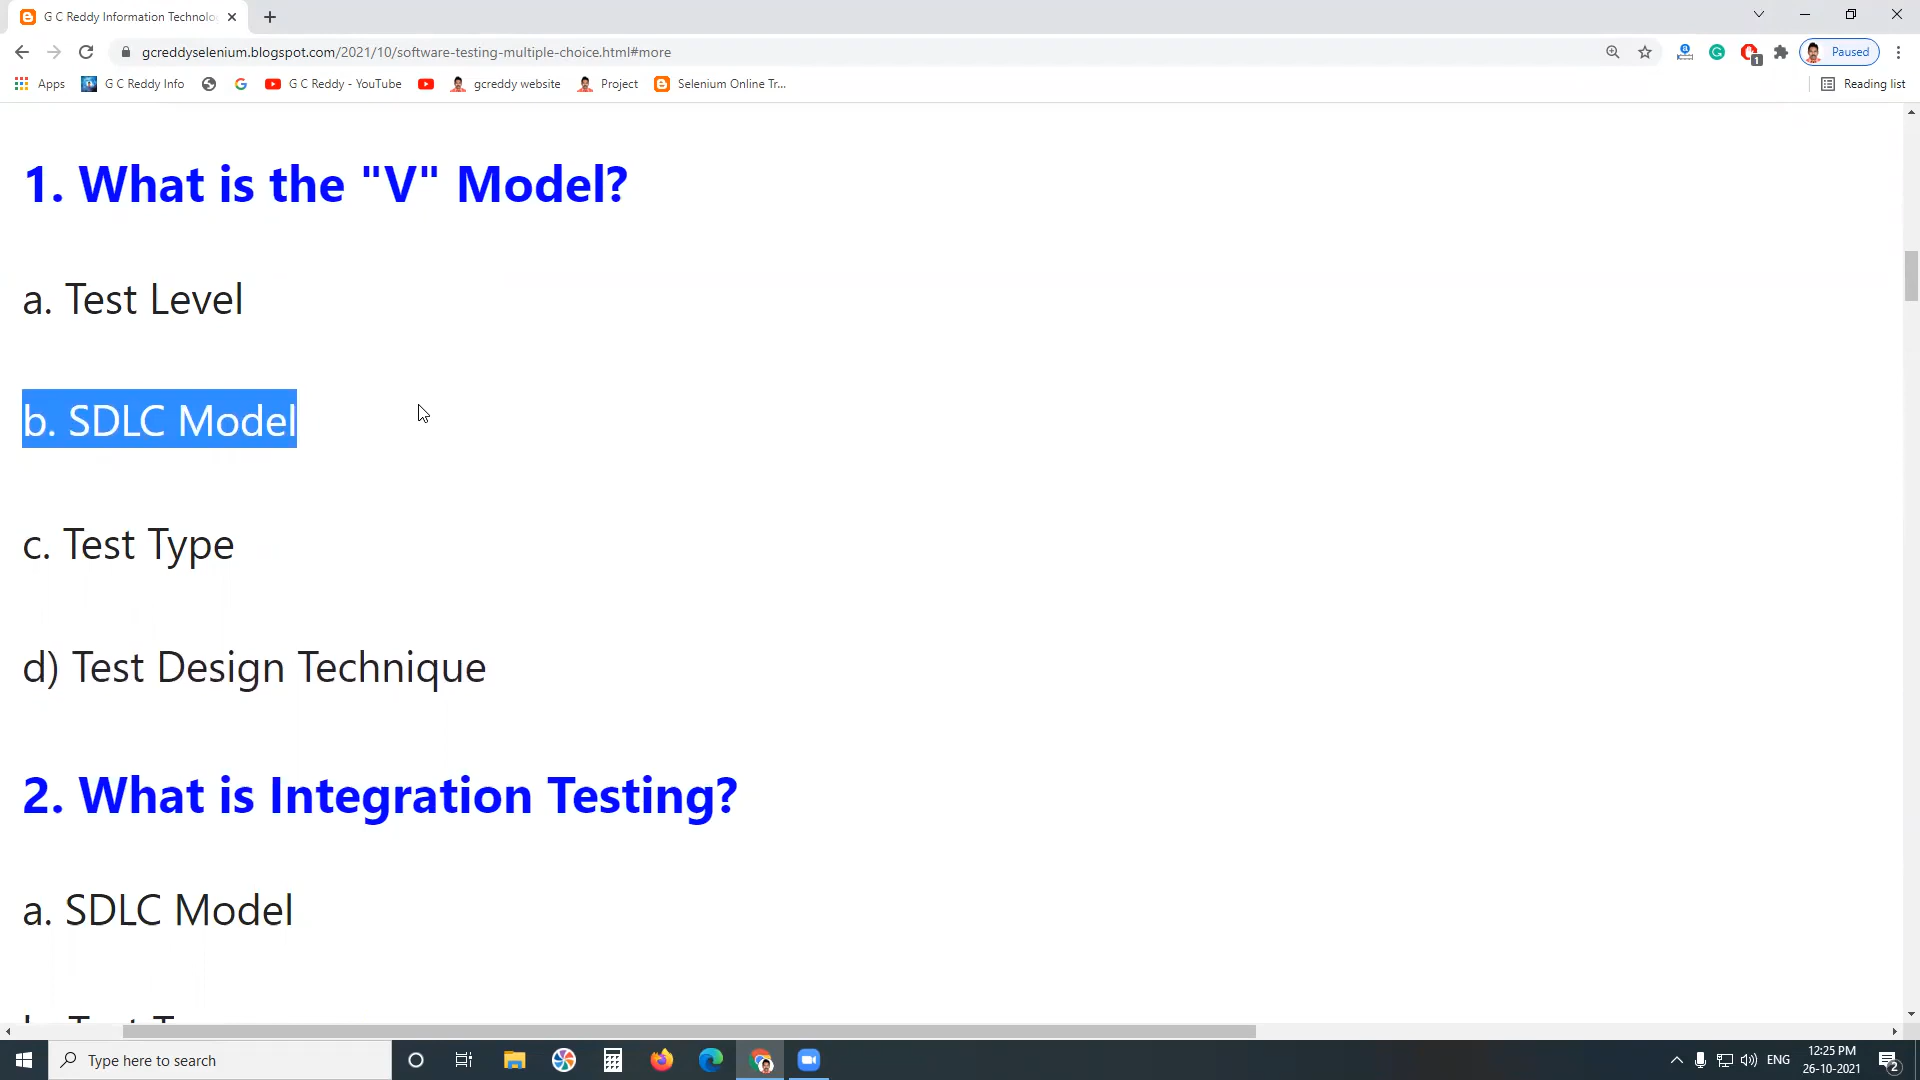 G C Reddy Information Technolo
gcreddyselenium.blogspot.com/2021/10/software-testing-multiple-choice.html#more
Paused
1
Apps
G C Reddy Info
G C Reddy - YouTube
gcreddy website
Project
Selenium Online Tr...
Reading list
1. What is the "V" Model?
a. Test Level
b. SDLC Model
c. Test Type
d) Test Design Technique
2. What is Integration Testing?
a. SDLC Model
Type here to search
ENG
12:25 PM
26-10-2021
2